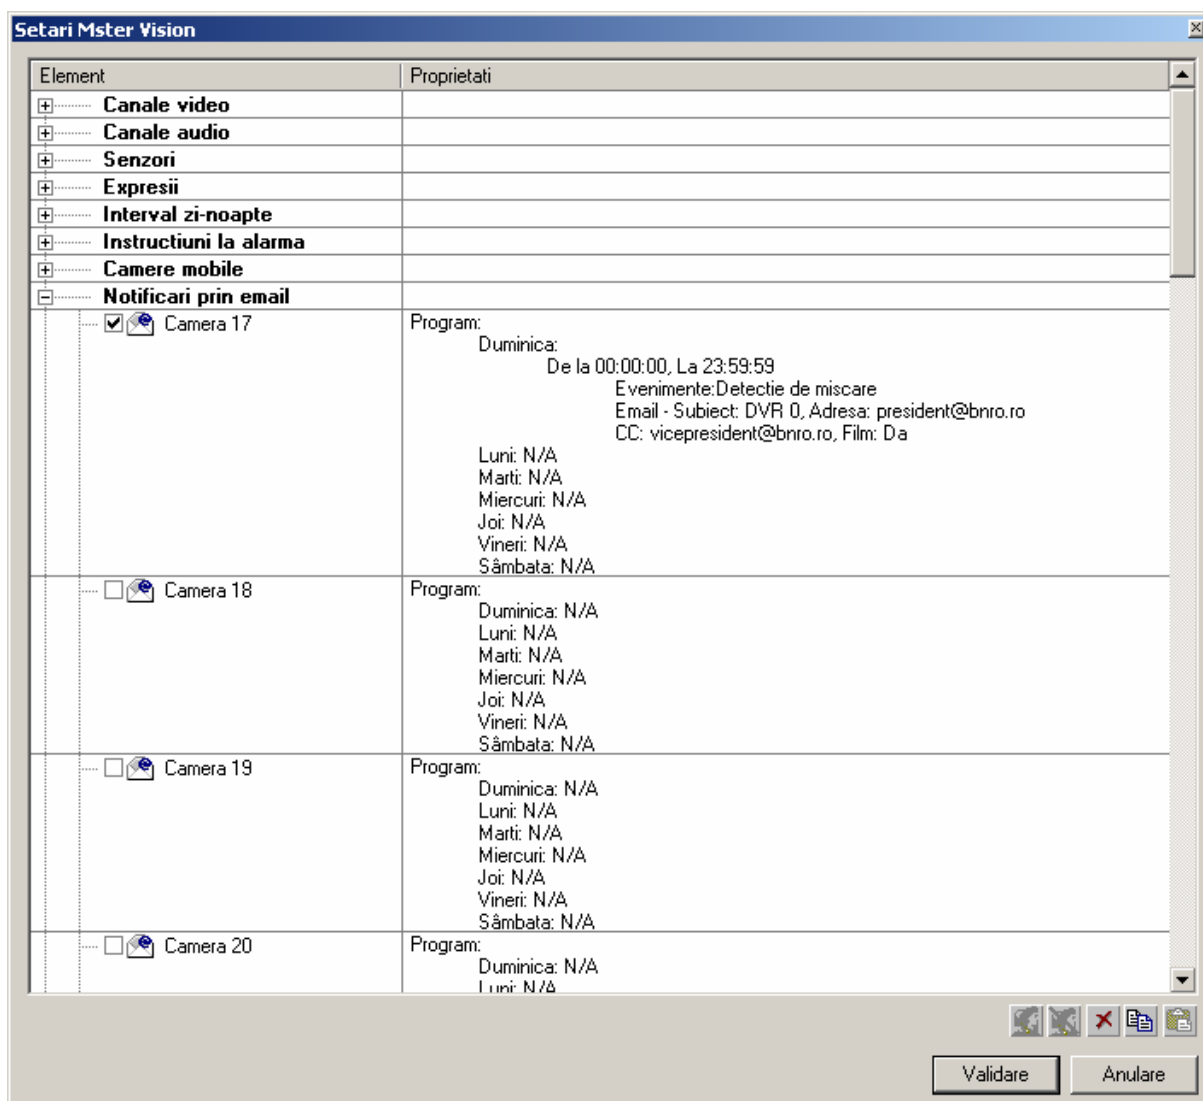 Setari Mster Vision
Element Proprietati
Canale video
Canale audio
Senzori
Expresii
Interval zi-noapte
Instructiuni la alarma
Camere mobile
Notificari prin email
Camera 17 Program:
Duminica:
De la 00:00:00, La 23:59:59
Evenimente:Detectie de miscare
Email - Subiect: DVR 0, Adresa: president@bnro.ro
CC: vicepresident@bnro.ro, Film: Da
Luni: N/A
Marti: N/A
Miercuri: N/A
Joi: N/A
Vineri: N/A
Sâmbata: N/A
Camera 18 Program:
Duminica: N/A
Luni: N/A
Marti: N/A
Miercuri: N/A
Joi: N/A
Vineri: N/A
Sâmbata: N/A
Camera 19 Program:
Duminica: N/A
Luni: N/A
Marti: N/A
Miercuri: N/A
Joi: N/A
Vineri: N/A
Sâmbata: N/A
Camera 20 Program:
Duminica: N/A
Luni: N/A
Validare Anulare